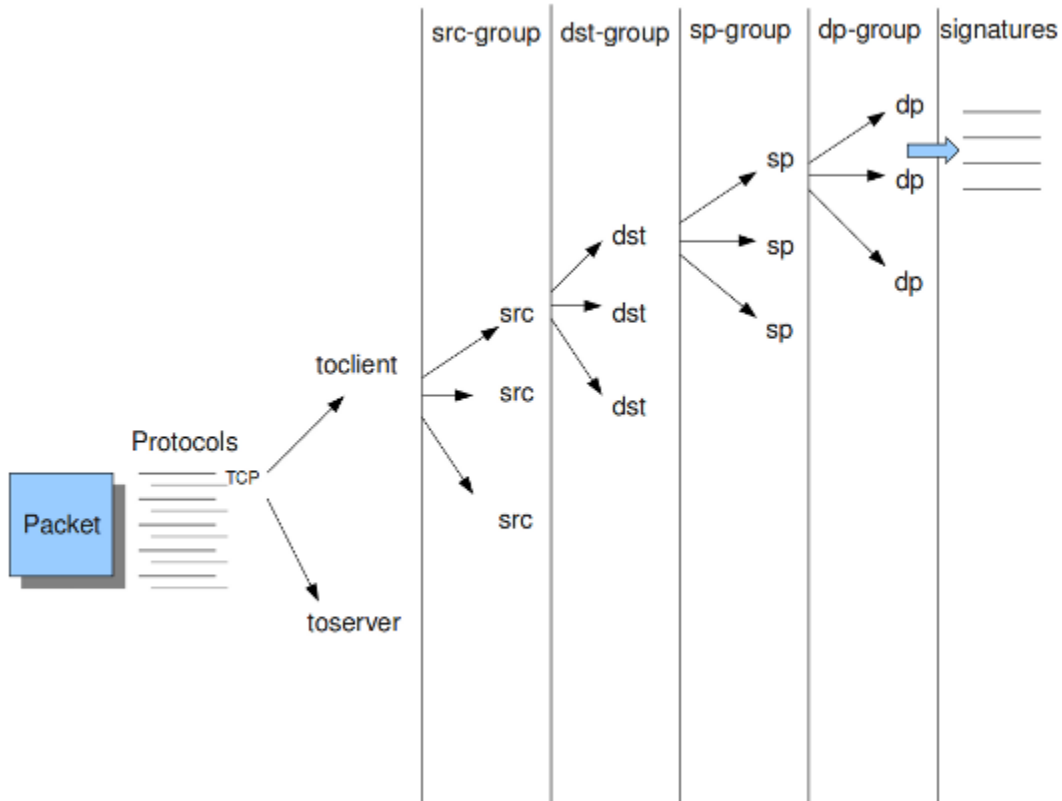 src-group dst-group sp-group dp-group signatures
dp
sp
dp
dst
sp
dp
src
dst
sp
toclient
src
dst
Protocols
TCP
Packet
src
toserver